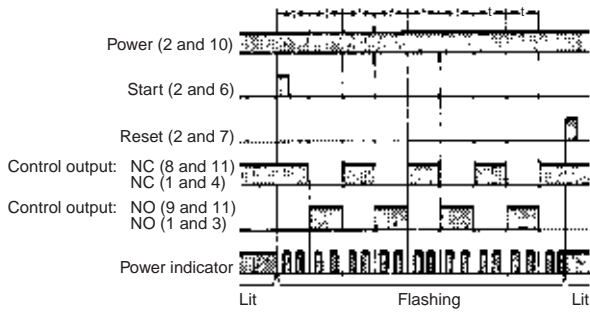 Power (2 and 10)
Start (2 and 6)
Reset (2 and 7)
Control output: NC (8 and 11)
NC (1 and 4)
Control output: NO (9 and 11)
NO (1 and 3)
Power indicator
Lit Flashing Lit